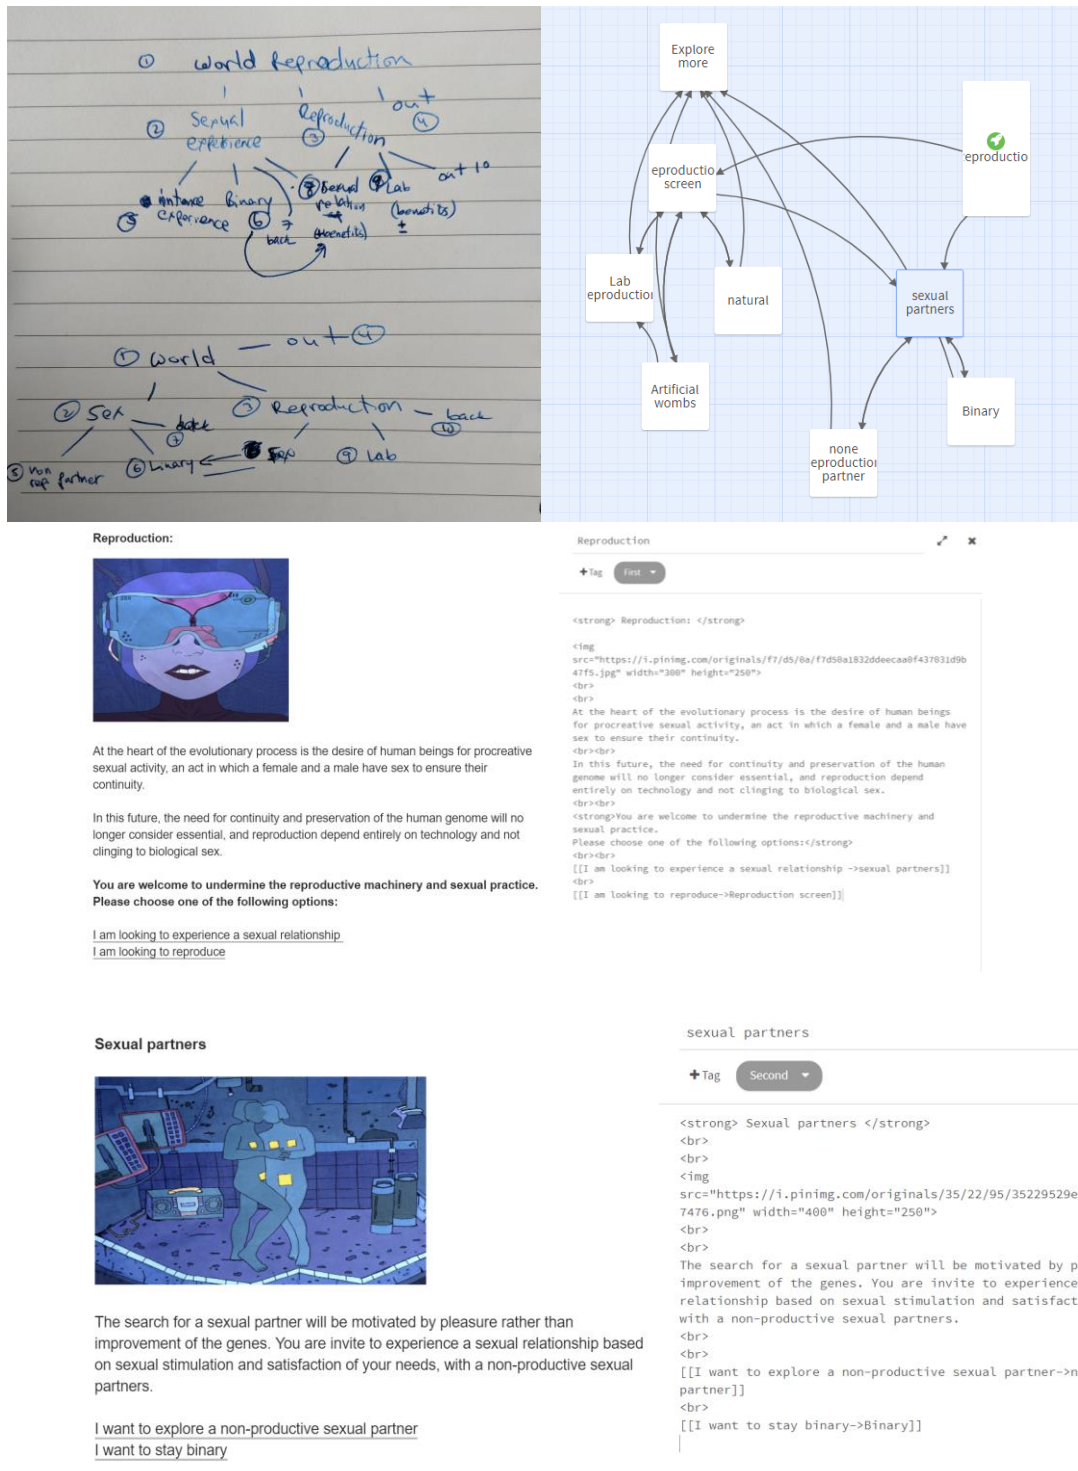 ① World Reproduction
② Sexual experience
Reproduction ③
out ④
⑤ experience
Binary ⑥
7 back
⑧ Sexual relation (benefits)
⑨ Lab (benefits) ±
out 10
① World — out ④
② Sex
③ Reproduction — back ⑩
back ⑦
⑤ non rep partner
⑥ binary
Sex
⑨ Lab
Explore
more
eproductio
eproductio
screen
Lab
eproductio
natural
sexual
partners
Artificial
wombs
Binary
none
eproduction
partner
Reproduction:
At the heart of the evolutionary process is the desire of human beings for procreative
sexual activity, an act in which a female and a male have sex to ensure their
continuity.
In this future, the need for continuity and preservation of the human genome will no
longer consider essential, and reproduction depend entirely on technology and not
clinging to biological sex.
You are welcome to undermine the reproductive machinery and sexual practice.
Please choose one of the following options:
I am looking to experience a sexual relationship
I am looking to reproduce
Reproduction
+Tag First
<strong> Reproduction: </strong>
<img
src="https://i.pinimg.com/originals/f7/d5/0a/f7d50a1832ddeecaa0f437031d9b
47f5.jpg" width="300" height="250">
<br>
<br>
At the heart of the evolutionary process is the desire of human beings
for procreative sexual activity, an act in which a female and a male have
sex to ensure their continuity.
<br><br>
In this future, the need for continuity and preservation of the human
genome will no longer consider essential, and reproduction depend
entirely on technology and not clinging to biological sex.
<br><br>
<strong>You are welcome to undermine the reproductive machinery and
sexual practice.
Please choose one of the following options:</strong>
<br><br>
[[I am looking to experience a sexual relationship ->sexual partners]]
<br>
[[I am looking to reproduce->Reproduction screen]]
Sexual partners
The search for a sexual partner will be motivated by pleasure rather than
improvement of the genes. You are invite to experience a sexual relationship based
on sexual stimulation and satisfaction of your needs, with a non-productive sexual
partners.
I want to explore a non-productive sexual partner
I want to stay binary
sexual partners
+Tag Second
<strong> Sexual partners </strong>
<br>
<br>
<img
src="https://i.pinimg.com/originals/35/22/95/35229529e
7476.png" width="400" height="250">
<br>
<br>
The search for a sexual partner will be motivated by p
improvement of the genes. You are invite to experience
relationship based on sexual stimulation and satisfact
with a non-productive sexual partners.
<br>
<br>
[[I want to explore a non-productive sexual partner->n
partner]]
<br>
[[I want to stay binary->Binary]]